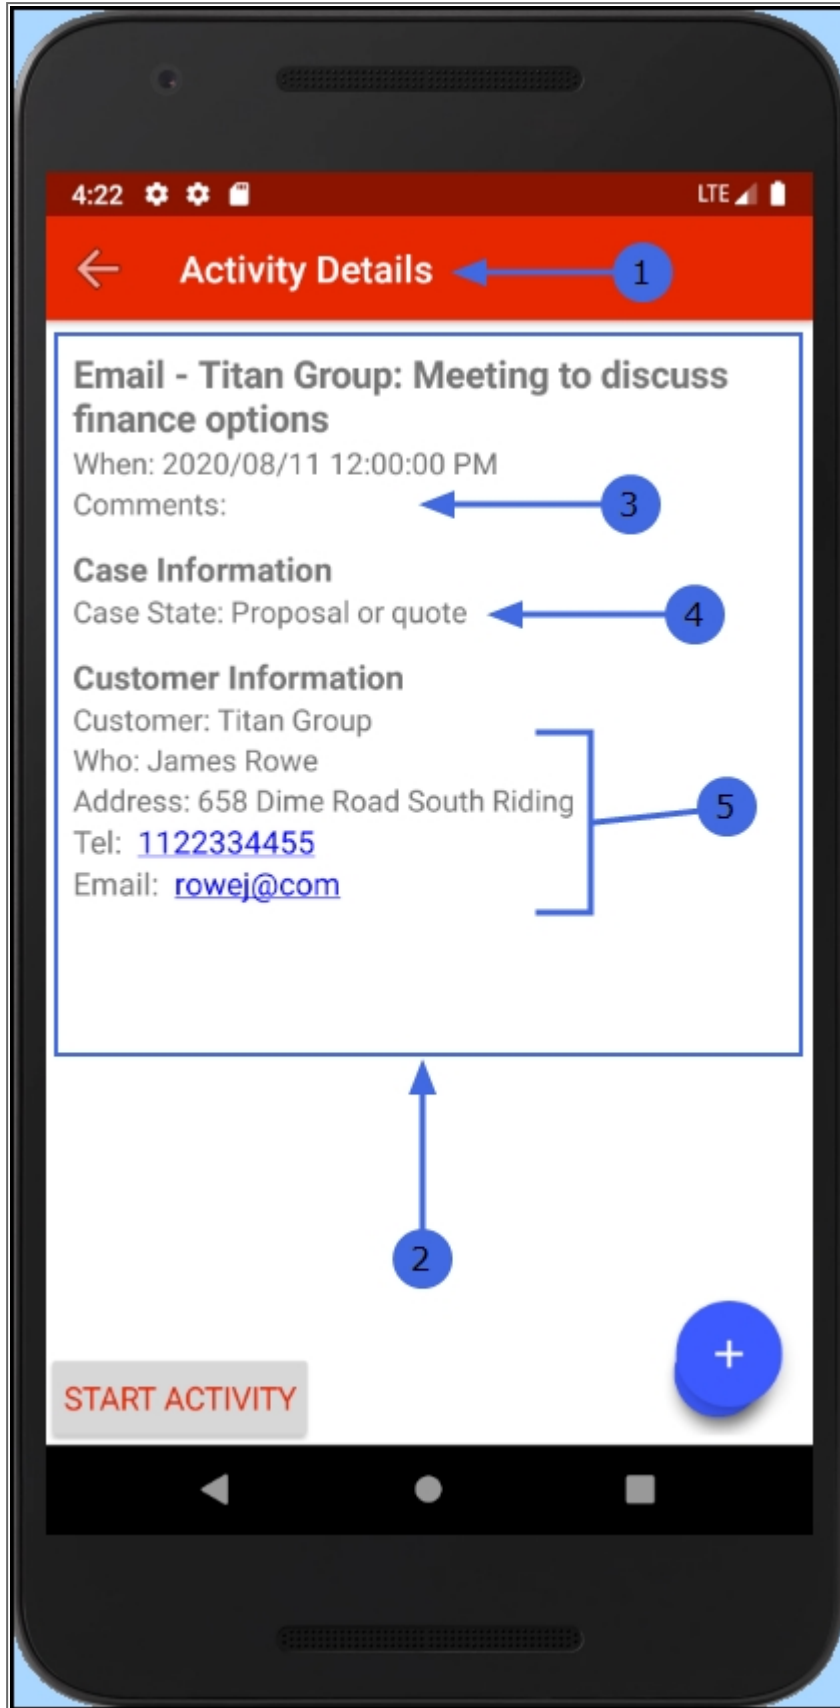 4:22 LTE
Activity Details
1
Email - Titan Group: Meeting to discuss
finance options
When: 2020/08/11 12:00:00 PM
Comments:
3
Case Information
Case State: Proposal or quote
4
Customer Information
Customer: Titan Group
Who: James Rowe
Address: 658 Dime Road South Riding
5
Tel: 1122334455
Email: rowej@com
2
+
START ACTIVITY